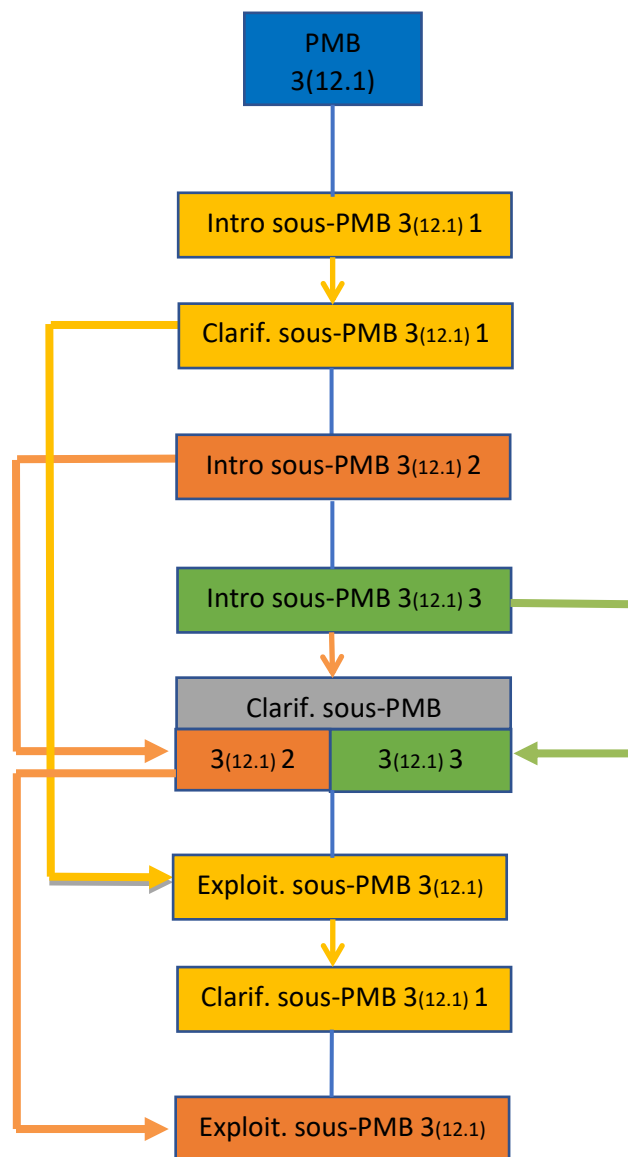 PMB
3(12.1)
Intro sous-PMB 3(12.1) 1
Clarif. sous-PMB 3(12.1) 1
Intro sous-PMB 3(12.1) 2
Intro sous-PMB 3(12.1) 3
Clarif. sous-PMB
3(12.1) 2 3(12.1) 3
Exploit. sous-PMB 3(12.1)
Clarif. sous-PMB 3(12.1) 1
Exploit. sous-PMB 3(12.1)